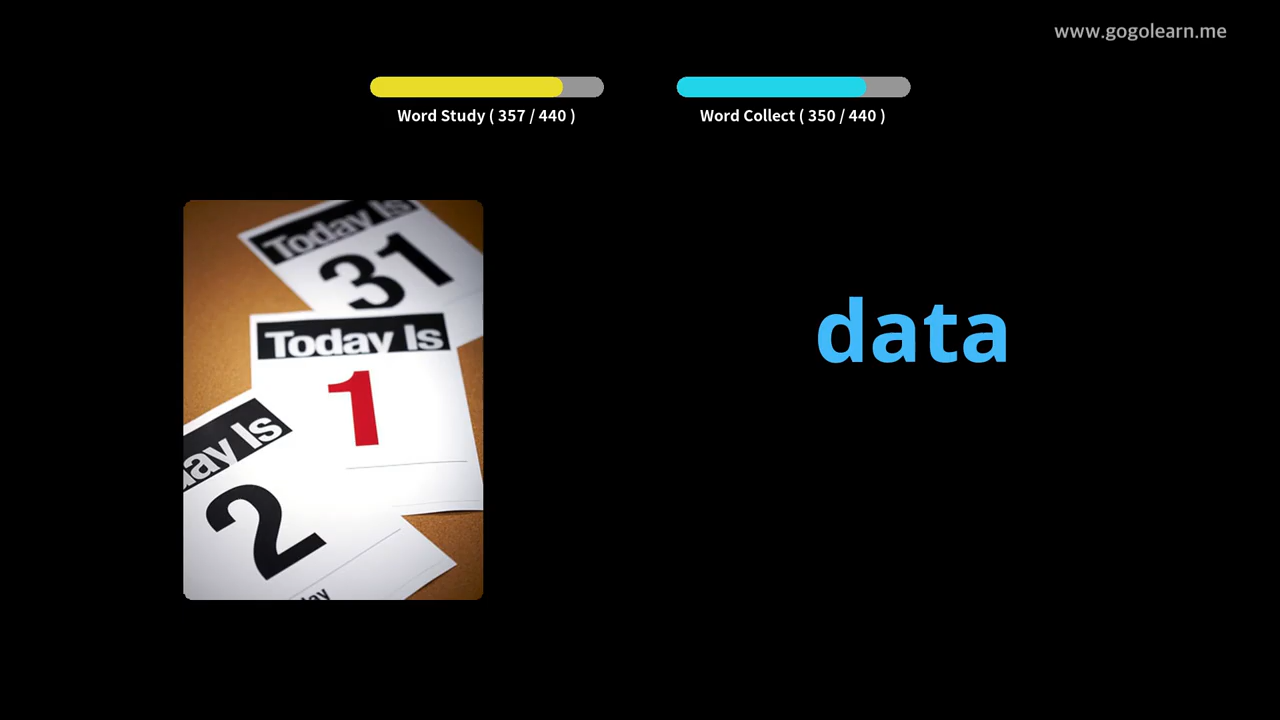 www.gogolearn.me
Word Study ( 357 / 440 )
Word Collect ( 350 / 440 )
Today Is
31
Today Is
1
ay Is
2
data